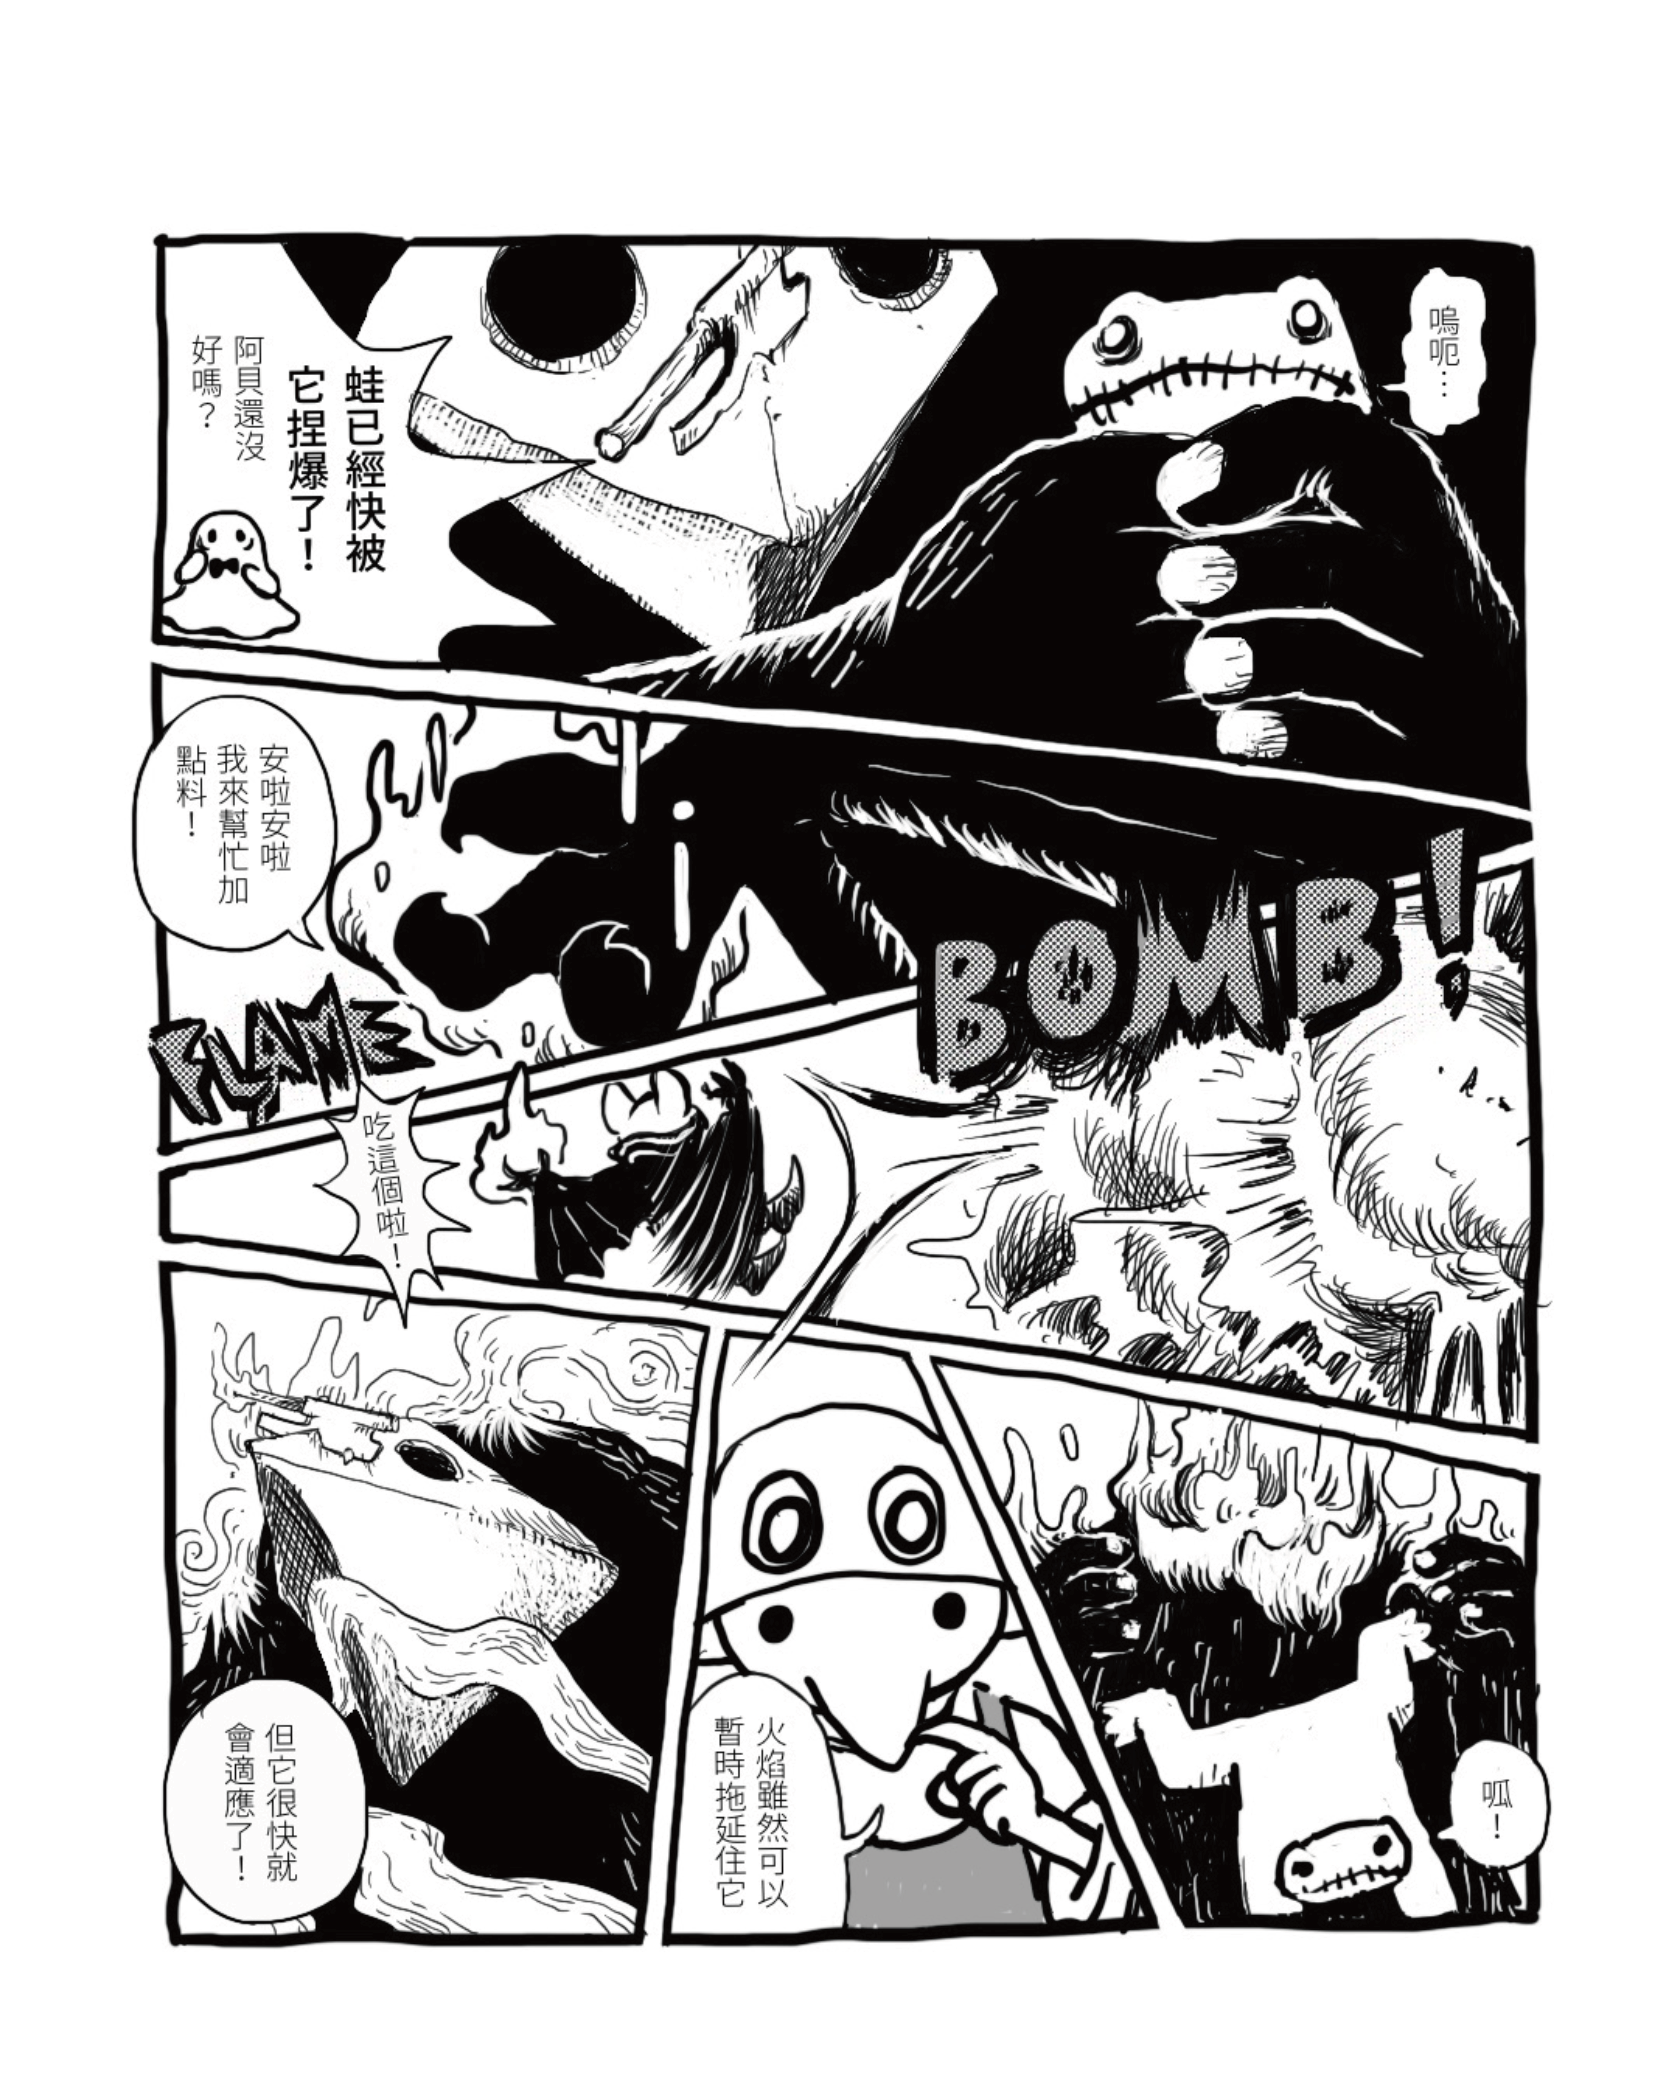 嗚呃…
蛙已經快被
它捏爆了！
阿貝還沒
好嗎？
安啦安啦
我來幫忙加
點料！
FLAME
BOMB!
吃這個啦！
呱！
火焰雖然可以
暫時拖延住它
但它很快就
會適應了！